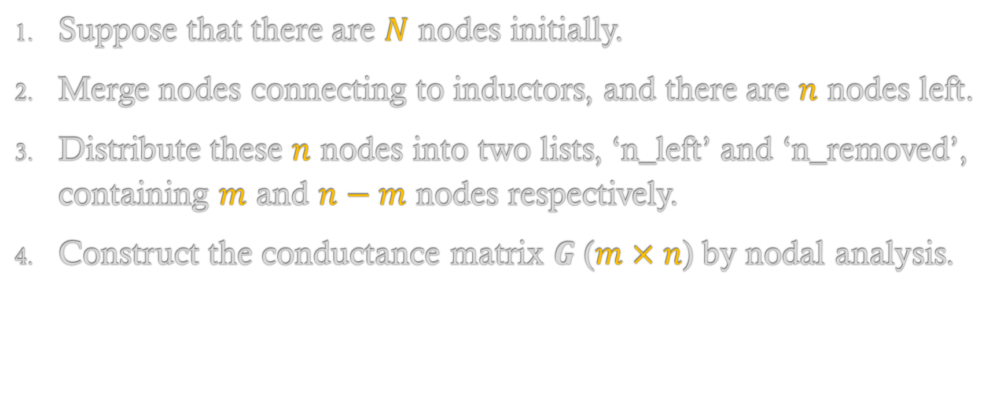 1. Suppose that there are N nodes initially.
2. Merge nodes connecting to inductors, and there are n nodes left.
3. Distribute these n nodes into two lists, ‘n_left’ and ‘n_removed’,
containing m and n − m nodes respectively.
4. Construct the conductance matrix G (m × n) by nodal analysis.